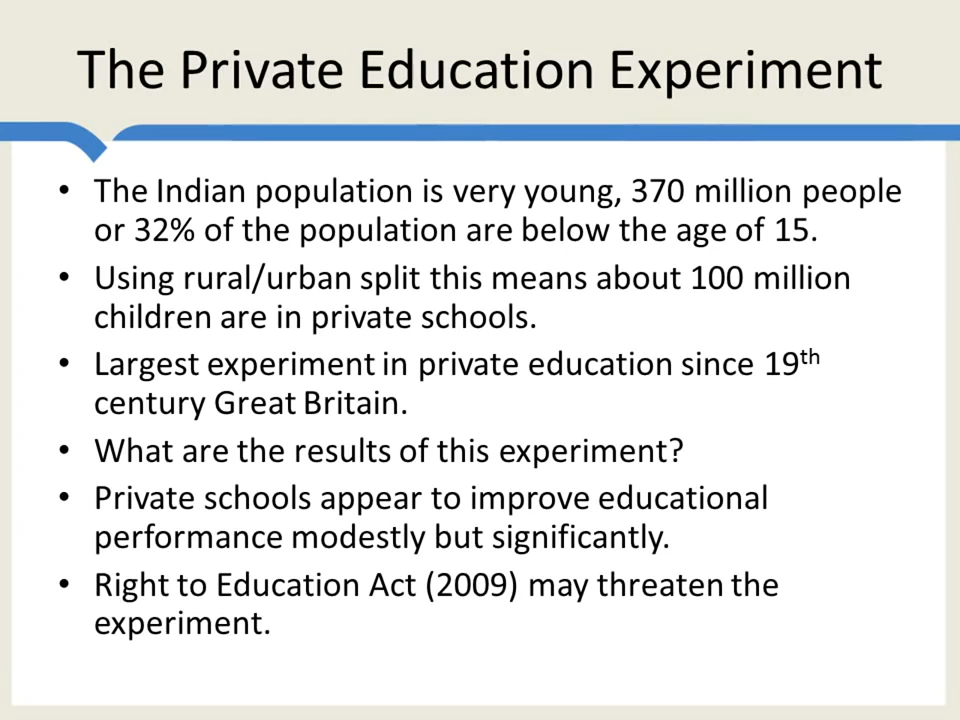 The Private Education Experiment
• The Indian population is very young, 370 million people
or 32% of the population are below the age of 15.
• Using rural/urban split this means about 100 million
children are in private schools.
• Largest experiment in private education since 19th
century Great Britain.
• What are the results of this experiment?
• Private schools appear to improve educational
performance modestly but significantly.
• Right to Education Act (2009) may threaten the
experiment.